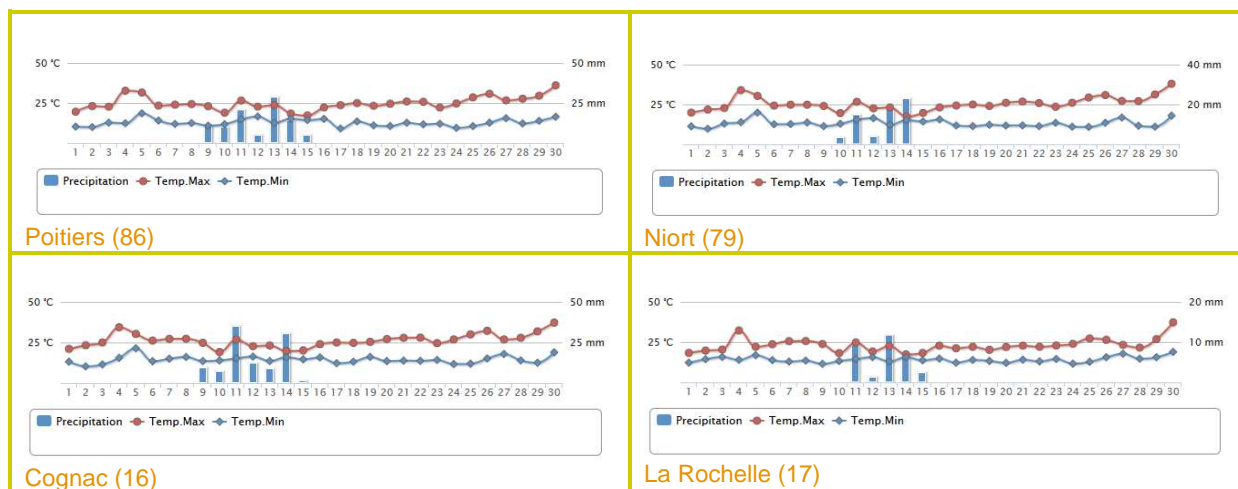 50 °C 50 mm
25 °C 25 mm
1 2 3 4 5 6 7 8 9 10 11 12 13 14 15 16 17 18 19 20 21 22 23 24 25 26 27 28 29 30
Precipitation Temp.Max Temp.Min
Poitiers (86)
50 °C 40 mm
25 °C 20 mm
1 2 3 4 5 6 7 8 9 10 11 12 13 14 15 16 17 18 19 20 21 22 23 24 25 26 27 28 29 30
Precipitation Temp.Max Temp.Min
Niort (79)
50 °C 50 mm
25 °C 25 mm
1 2 3 4 5 6 7 8 9 10 11 12 13 14 15 16 17 18 19 20 21 22 23 24 25 26 27 28 29 30
Precipitation Temp.Max Temp.Min
Cognac (16)
50 °C 20 mm
25 °C 10 mm
1 2 3 4 5 6 7 8 9 10 11 12 13 14 15 16 17 18 19 20 21 22 23 24 25 26 27 28 29 30
Precipitation Temp.Max Temp.Min
La Rochelle (17)